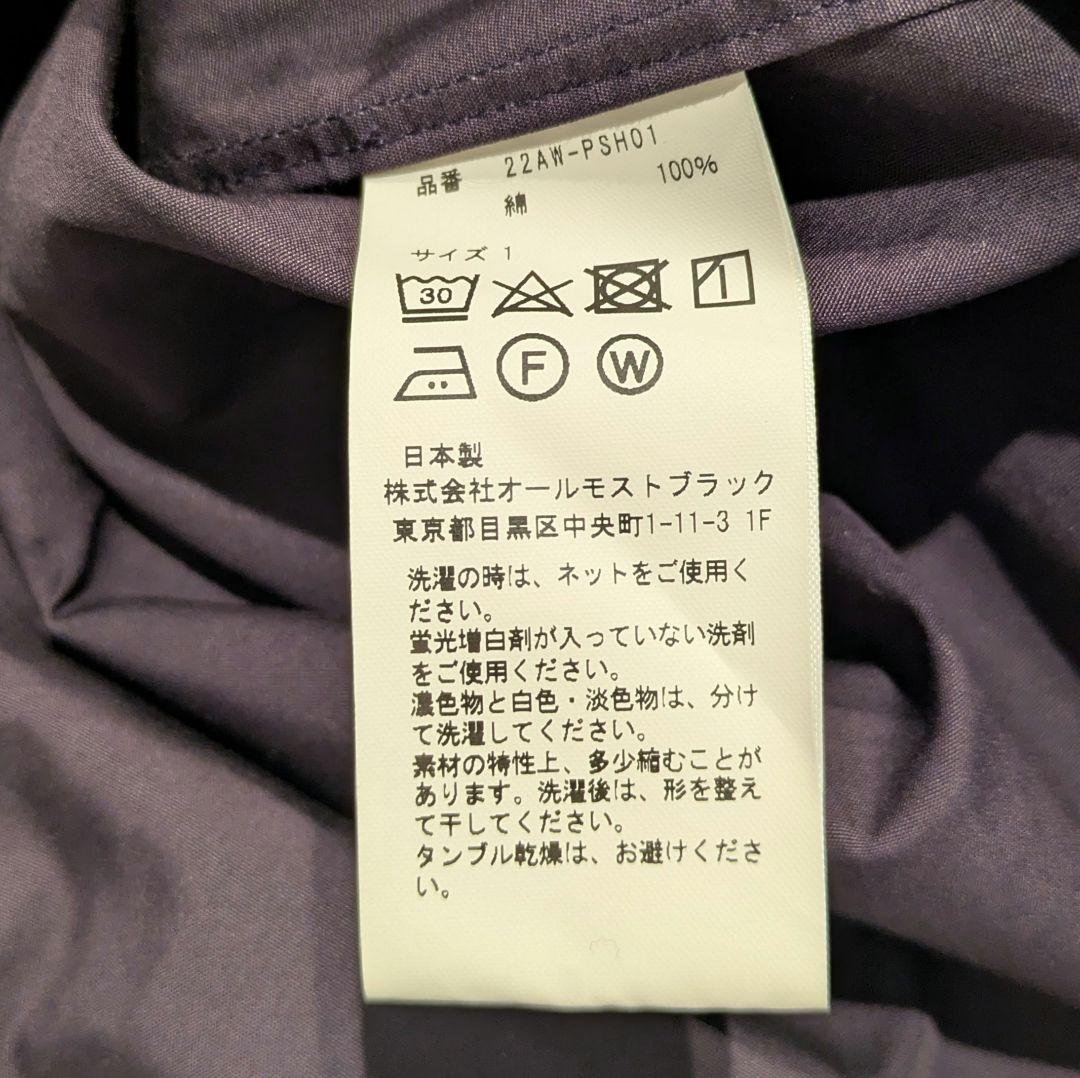 品番 22AW-PSH01
綿 100%
サイズ 1
30
F W
日本製
株式会社オールモストブラック
東京都目黒区中央町1-11-3 1F
洗濯の時は、ネットをご使用く
ださい。
蛍光増白剤が入っていない洗剤
をご使用ください。
濃色物と白色・淡色物は、分け
て洗濯してください。
素材の特性上、多少縮むことが
あります。洗濯後は、形を整え
て干してください。
タンブル乾燥は、お避けくださ
い。